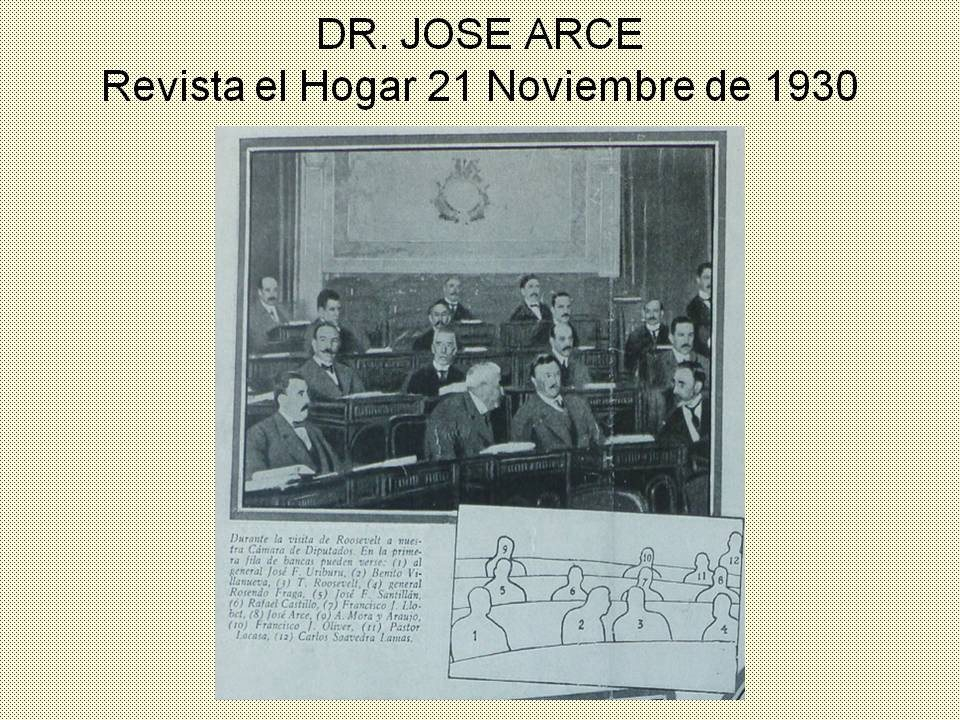 DR. JOSE ARCE
Revista el Hogar 21 Noviembre de 1930
Durante la visita de Roosevelt a nues-
tra Cámara de Diputados. En la prime-
ra fila de bancas pueden verse: (1) al
general José F. Uriburu, (2) Benito Vi-
llanueva, (3) T. Roosevelt, (4) general
Rosendo Fraga, (5) José F. Santillán,
(6) Rafael Castillo, (7) Francisco J. Llo-
bet, (8) José Arce, (9) A. Mora y Araujo,
(10) Francisco J. Oliver, (11) Pastor
Lacasa, (12) Carlos Saavedra Lamas.
9
10
12
5
6
7
11
8
1
2
3
4